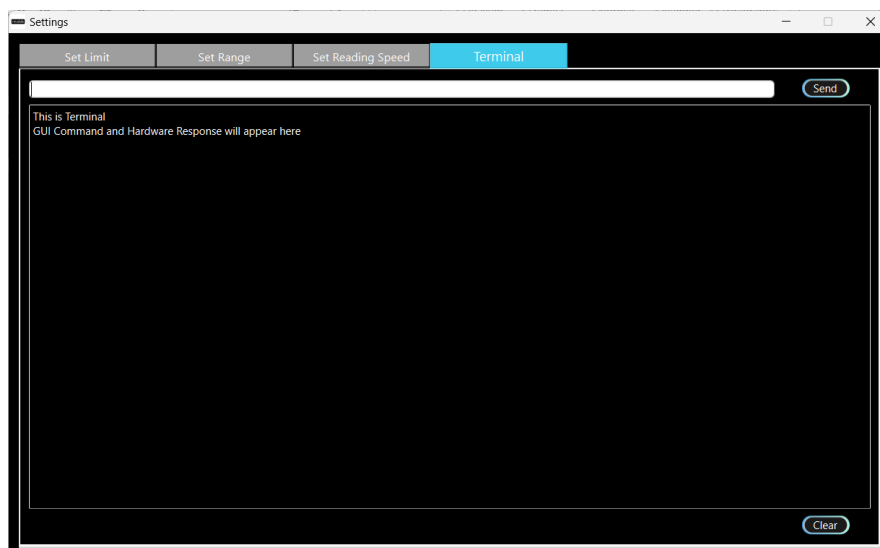 Settings
Set Limit Set Range Set Reading Speed Terminal
Send
This is Terminal
GUI Command and Hardware Response will appear here
Clear